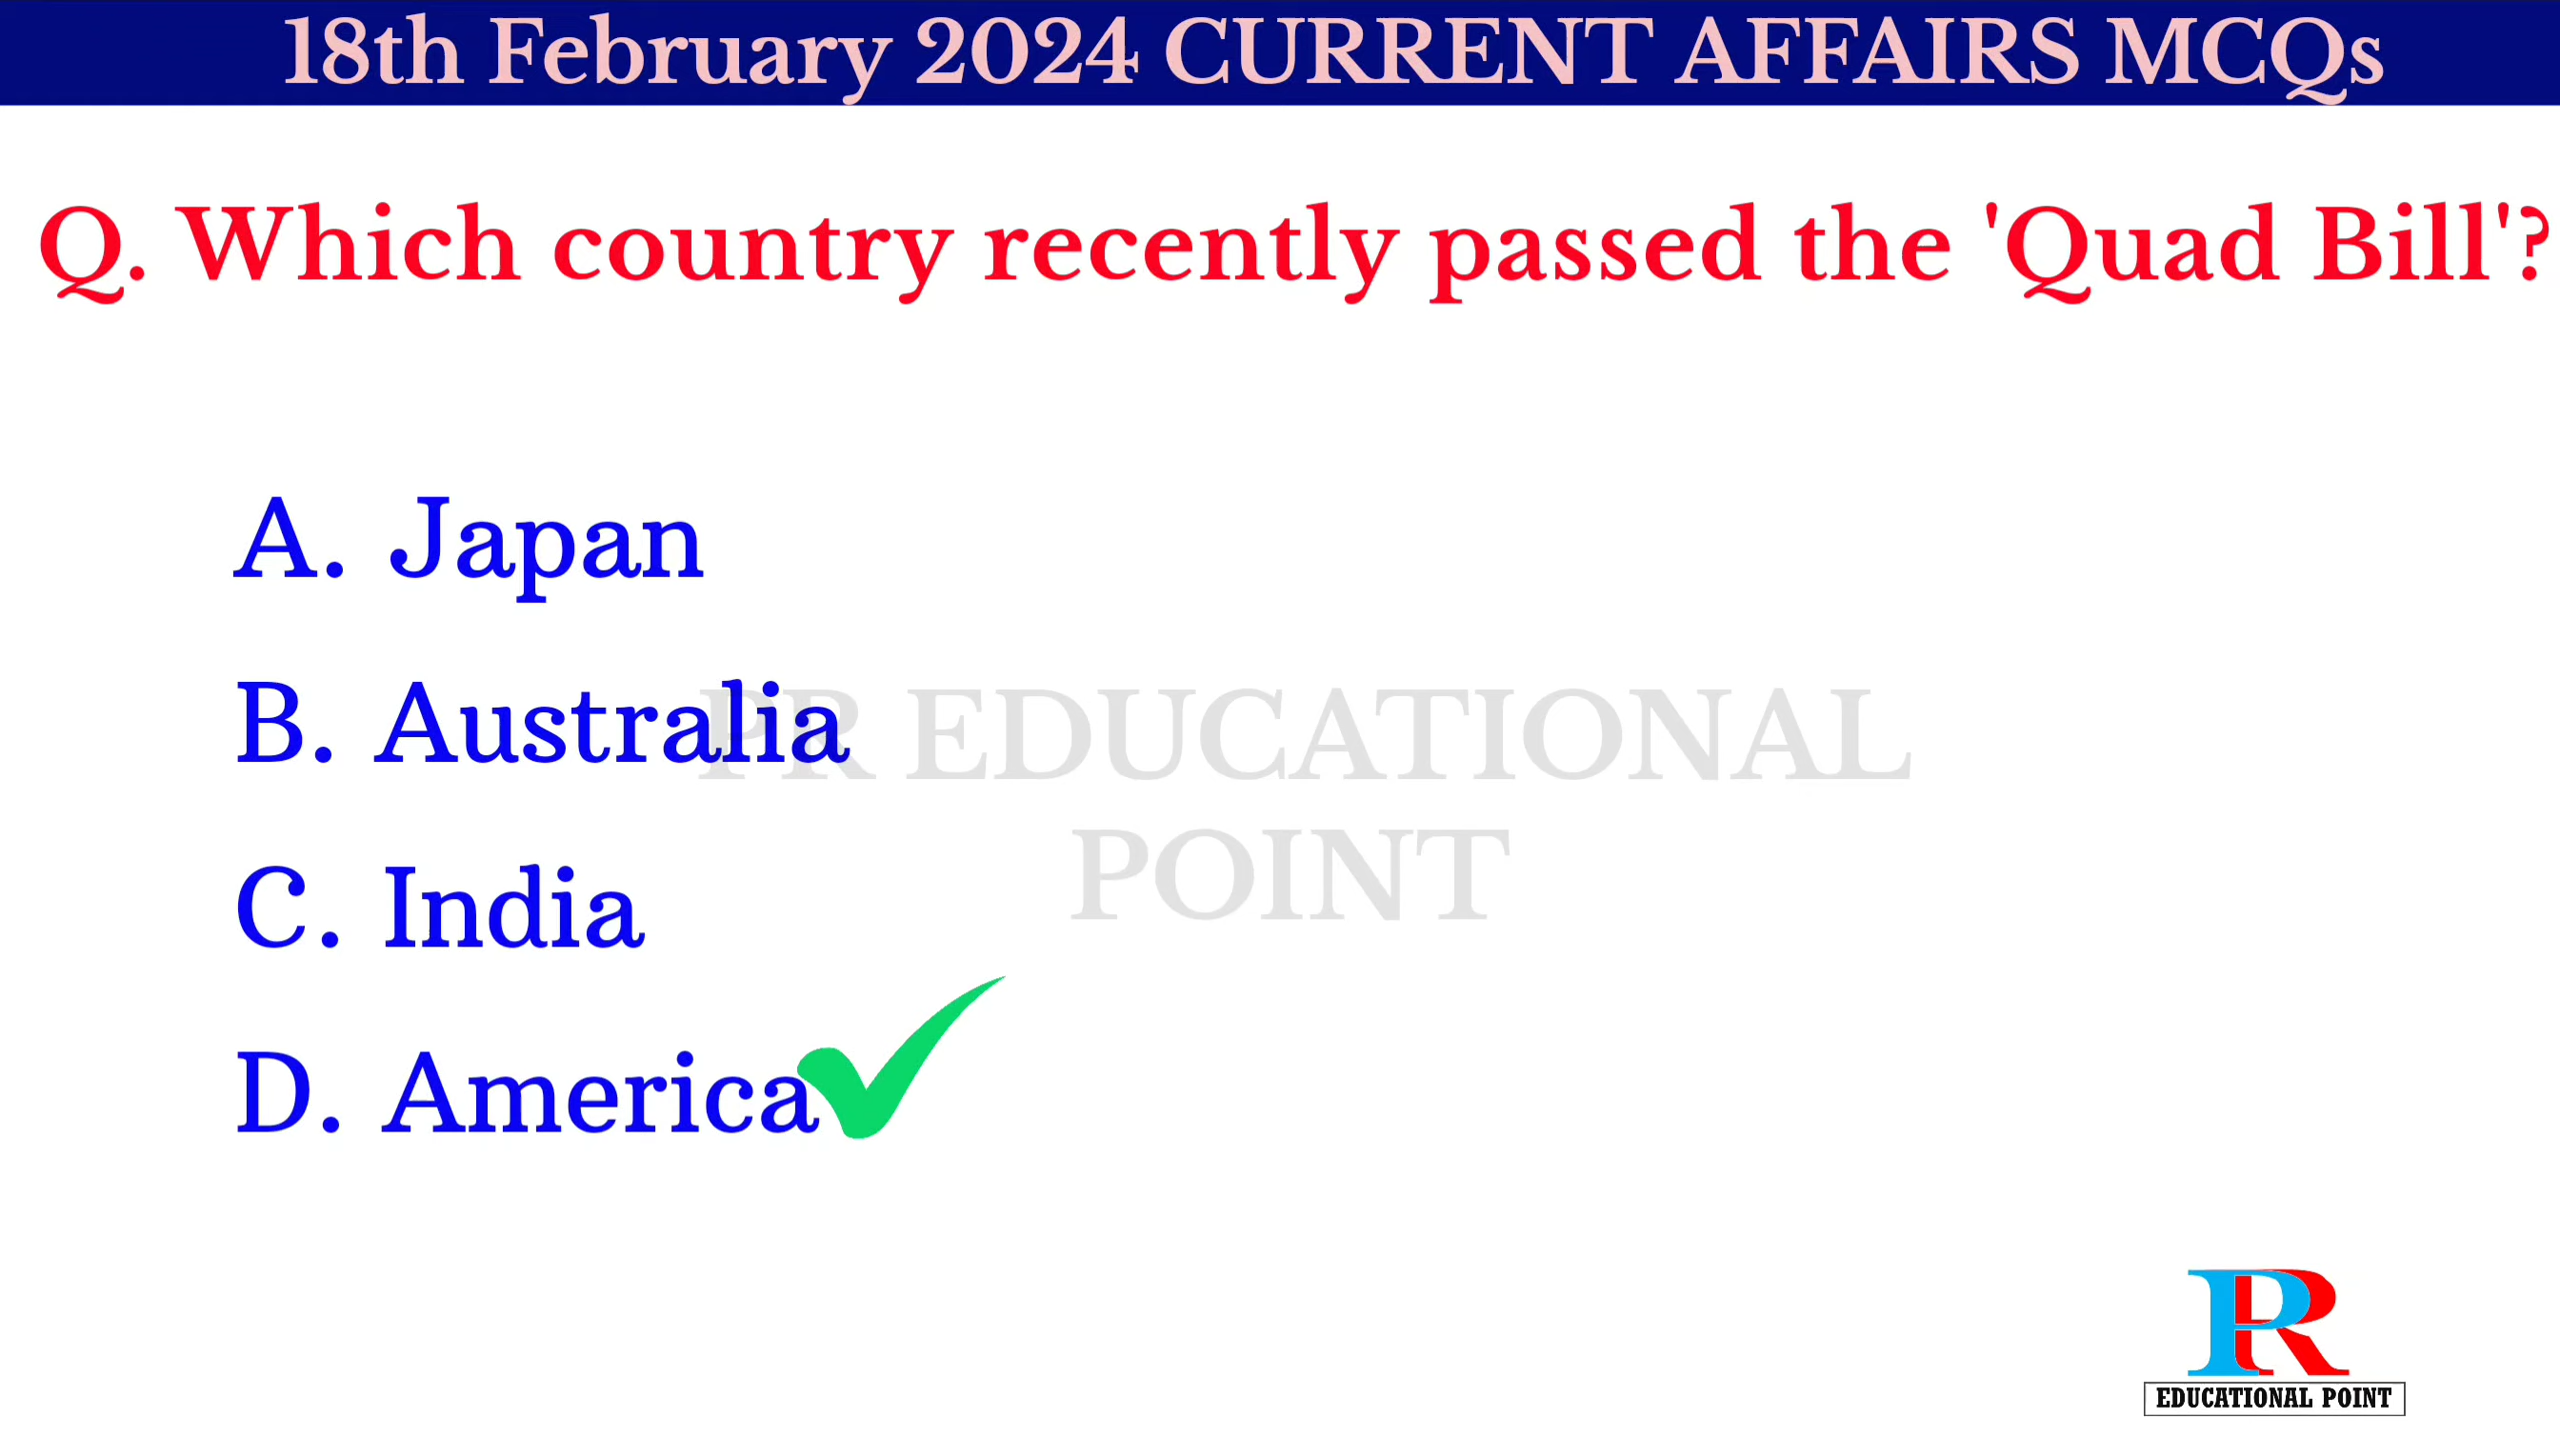 18th February 2024 CURRENT AFFAIRS MCQs
Q. Which country recently passed the 'Quad Bill'?
A. Japan
B. Australia
C. India
D. America
PR EDUCATIONAL
POINT
PR
EDUCATIONAL POINT